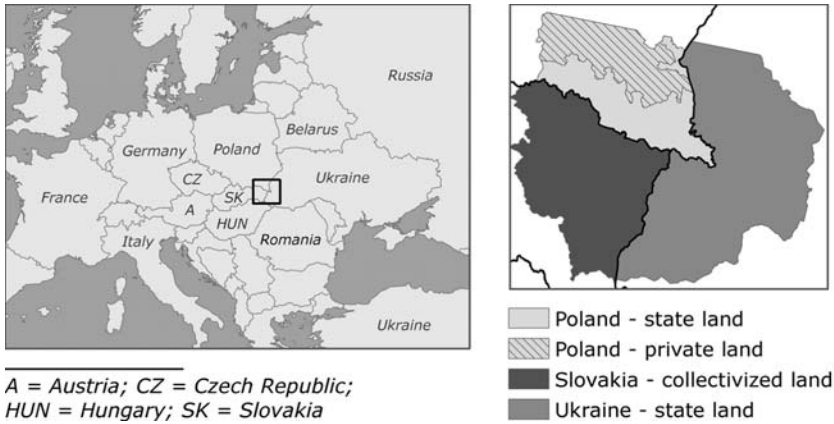 Russia
Belarus
Germany
Poland
CZ
Ukraine
SK
France
A
HUN
Italy
Romania
Ukraine
A = Austria; CZ = Czech Republic;
HUN = Hungary; SK = Slovakia
Poland - state land
Poland - private land
Slovakia - collectivized land
Ukraine - state land